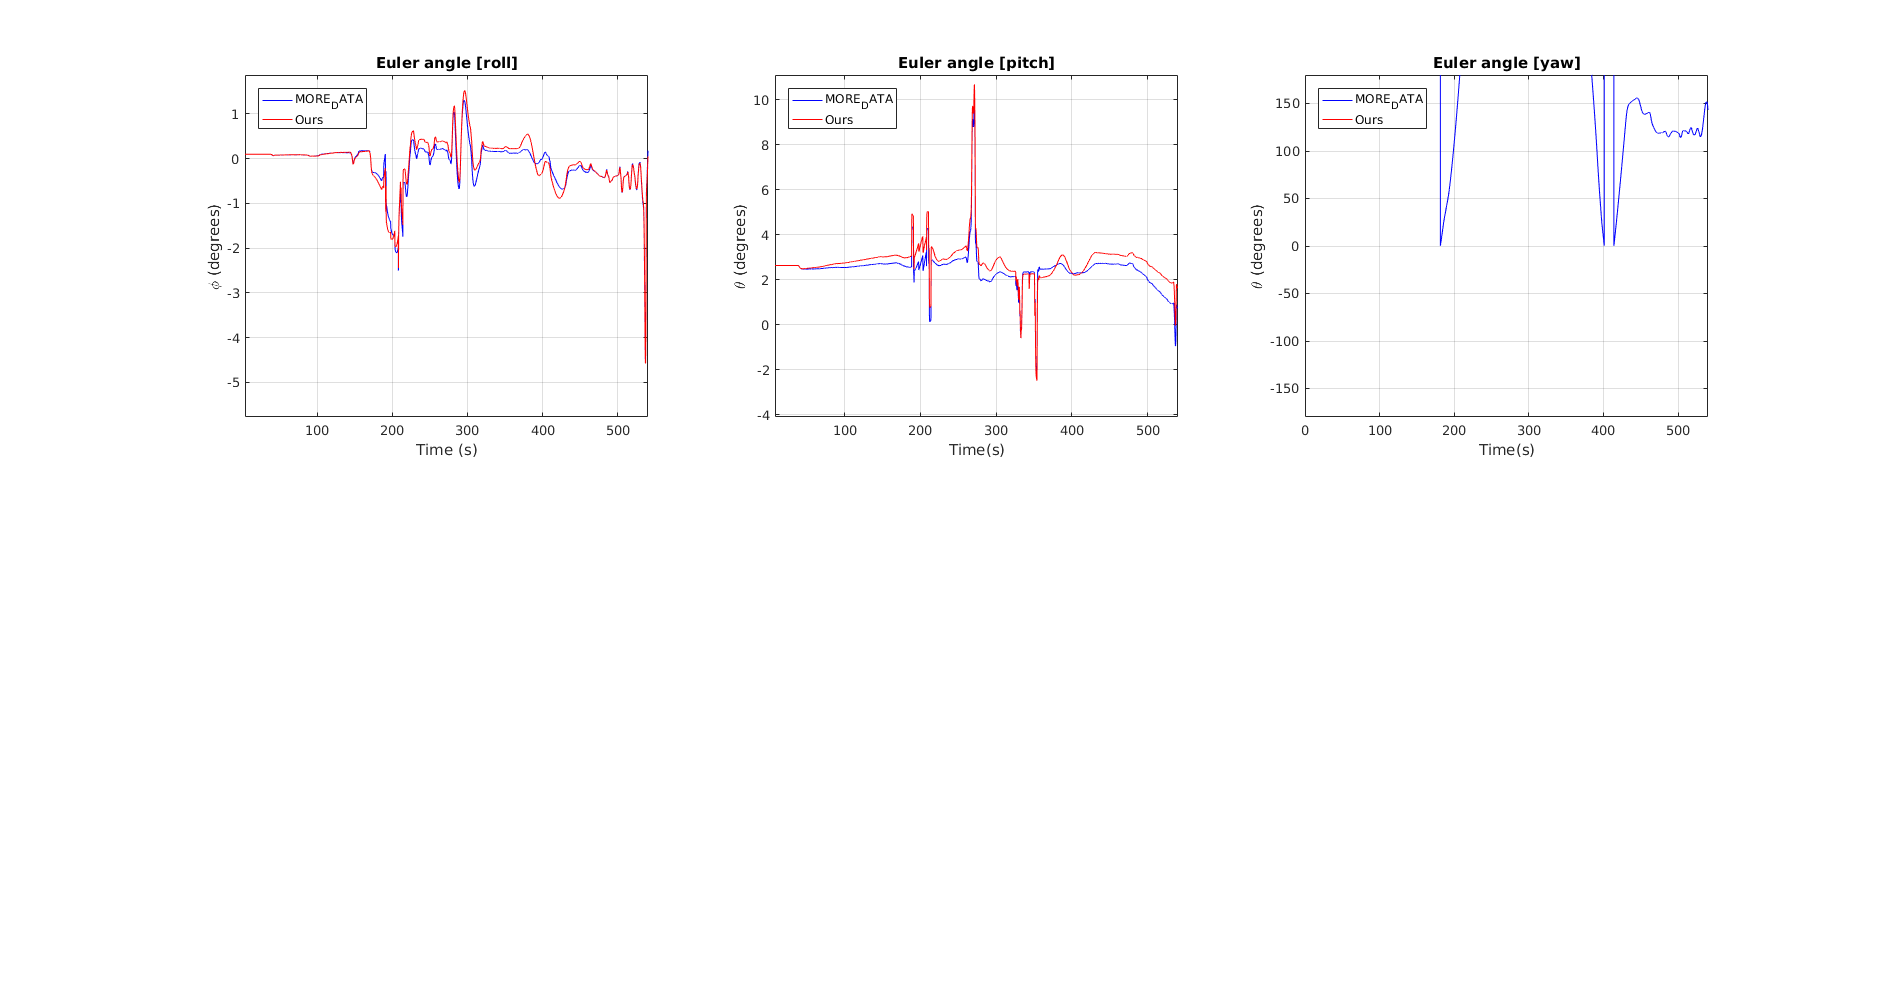 Euler angle [roll]
MORE_DATA
Ours
1
0
-1
-2
-3
-4
-5
ϕ (degrees)
100 200 300 400 500
Time (s)
Euler angle [pitch]
MORE_DATA
Ours
10
8
6
4
2
0
-2
-4
θ (degrees)
100 200 300 400 500
Time(s)
Euler angle [yaw]
MORE_DATA
Ours
150
100
50
0
-50
-100
-150
θ (degrees)
0 100 200 300 400 500
Time(s)